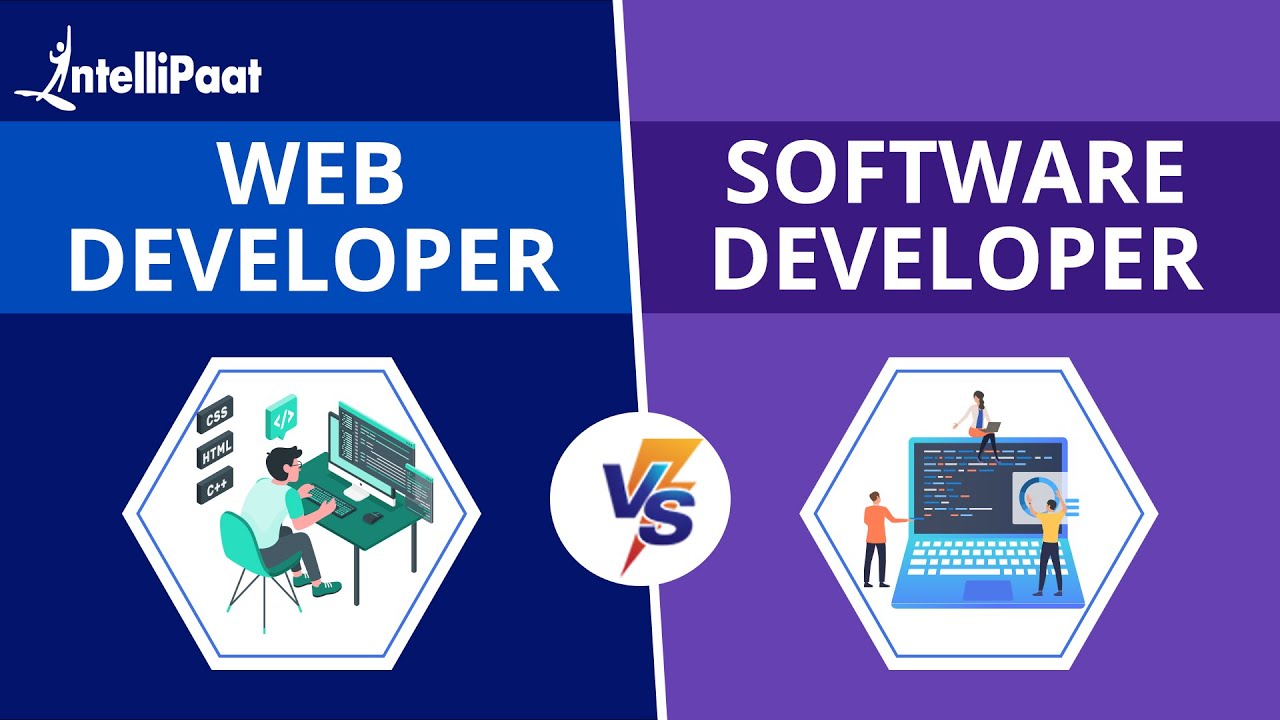 IntelliPaat
WEB
DEVELOPER
SOFTWARE
DEVELOPER
CSS
HTML
C++
</>
VS